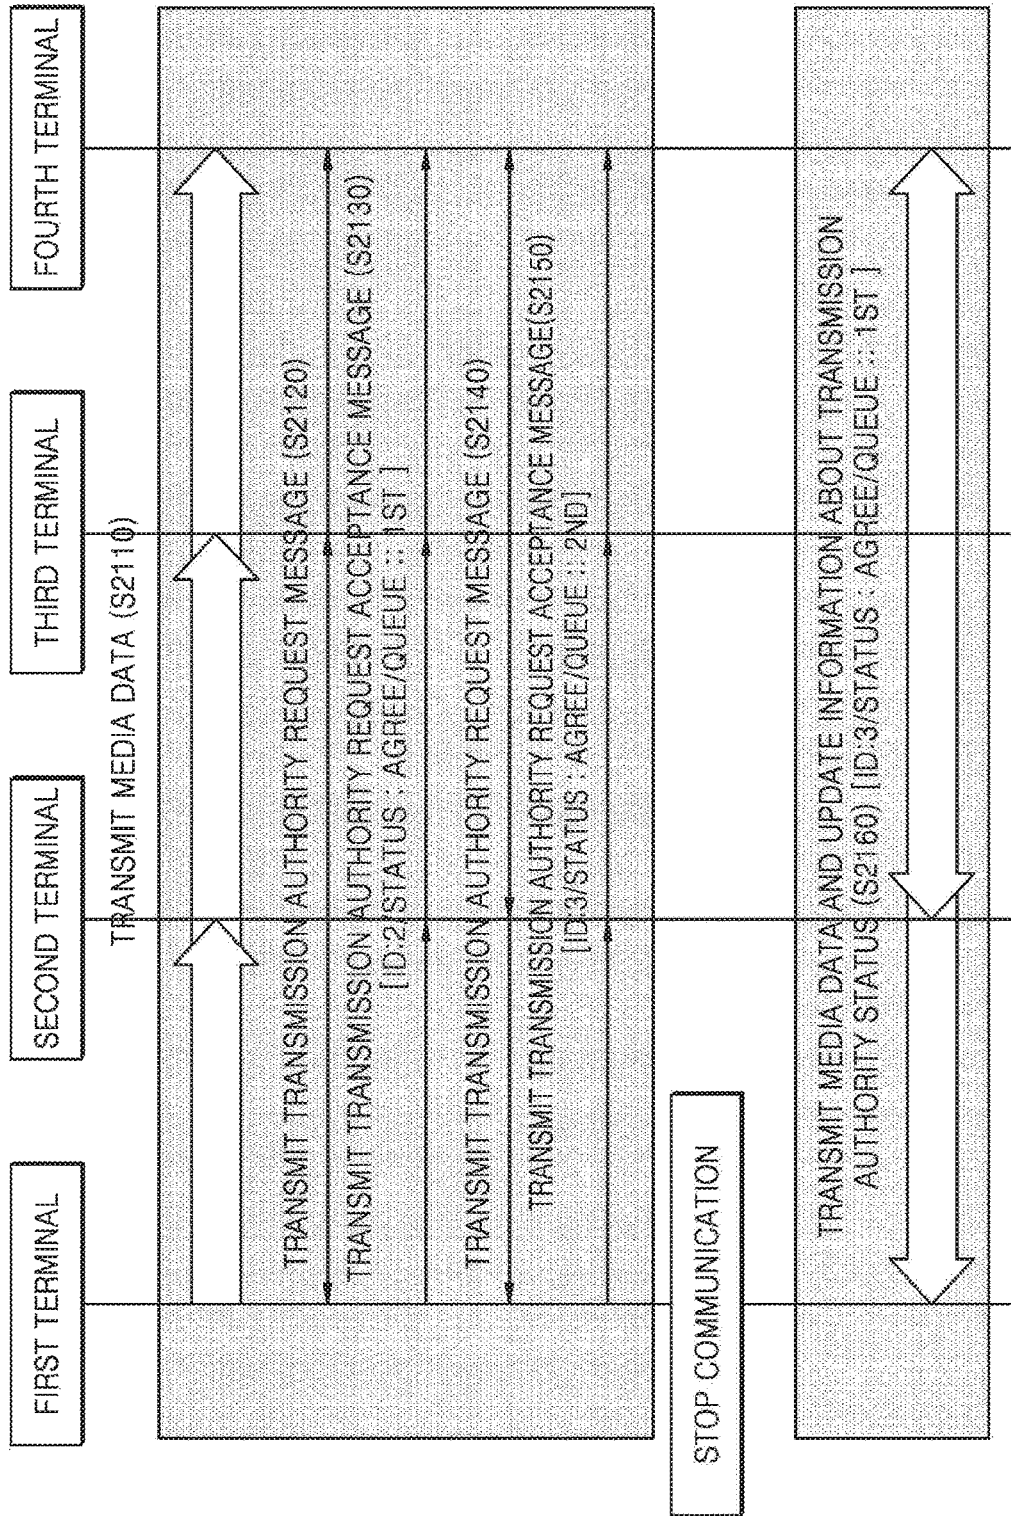 FIRST TERMINAL
SECOND TERMINAL
THIRD TERMINAL
FOURTH TERMINAL
TRANSMIT MEDIA DATA (S2110)
TRANSMIT TRANSMISSION AUTHORITY REQUEST MESSAGE (S2120)
TRANSMIT TRANSMISSION AUTHORITY REQUEST ACCEPTANCE MESSAGE (S2130)
[ID:2/STATUS : AGREE/QUEUE :: 1ST ]
TRANSMIT TRANSMISSION AUTHORITY REQUEST MESSAGE (S2140)
TRANSMIT TRANSMISSION AUTHORITY REQUEST ACCEPTANCE MESSAGE(S2150)
[ID:3/STATUS : AGREE/QUEUE :: 2ND]
STOP COMMUNICATION
TRANSMIT MEDIA DATA AND UPDATE INFORMATION ABOUT TRANSMISSION
AUTHORITY STATUS (S2160) [ID:3/STATUS : AGREE/QUEUE :: 1ST ]